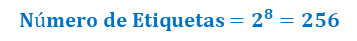 Número de Etiquetas = 2⁸ = 256